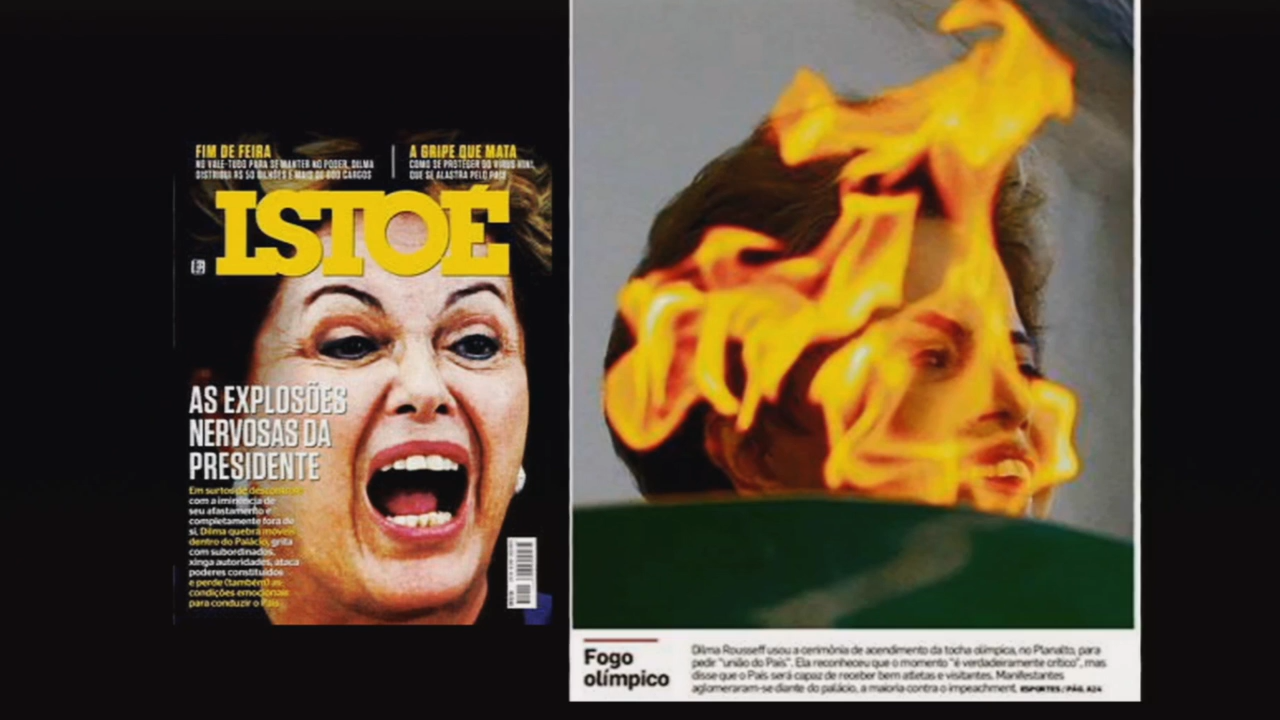 FIM DE FEIRA
NO VALE-TUDO PARA SE MANTER NO PODER, DILMA
DISTRIBUI R$ 50 BILHÕES E MAIS DE 600 CARGOS
A GRIPE QUE MATA
COMO SE PROTEGER DO VÍRUS H1N1,
QUE SE ALASTRA PELO PAÍS
ISTOÉ
AS EXPLOSÕES
NERVOSAS DA
PRESIDENTE
Em surtos de descontrole
com a iminência de
seu afastamento e
completamente fora de
si, Dilma quebra móveis
dentro do Palácio, grita
com subordinados,
xinga autoridades, ataca
poderes constituídos
e perde (também) as
condições emocionais
para conduzir o País
Fogo
olímpico
Dilma Rousseff usou a cerimônia de acendimento da tocha olímpica, no Planalto, para
pedir “união do País”. Ela reconheceu que o momento “é verdadeiramente crítico”, mas
disse que o País será capaz de receber bem atletas e visitantes. Manifestantes
aglomeraram-se diante do palácio, a maioria contra o impeachment. ESPORTES / PÁG. A24